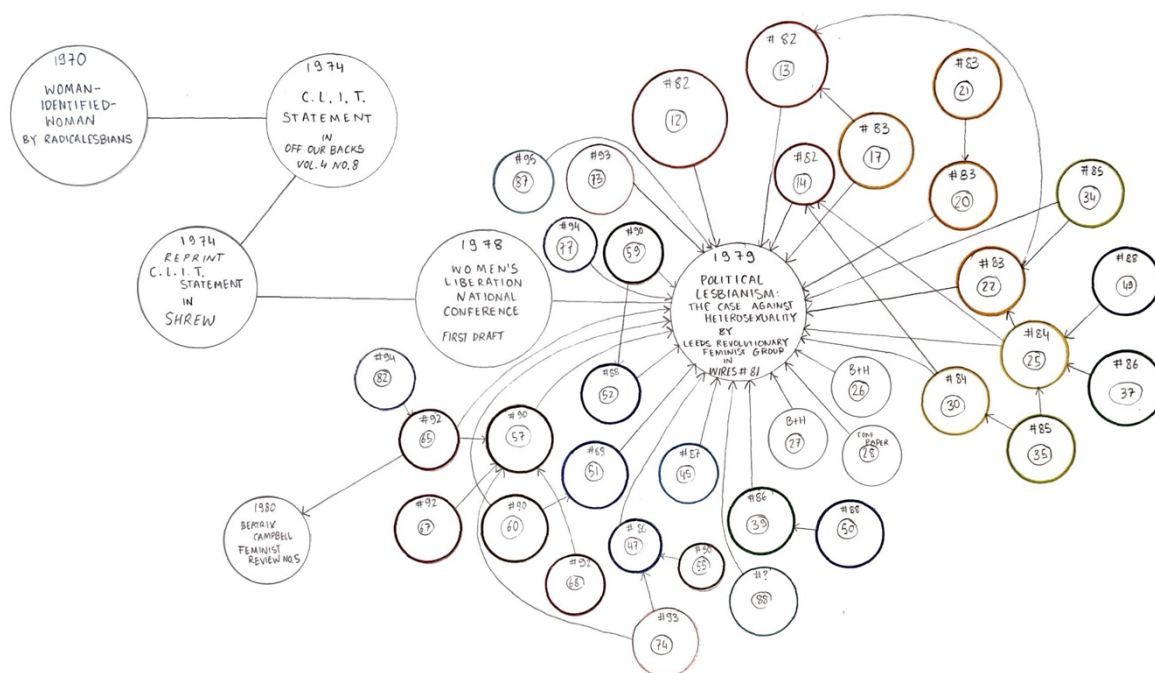 1970
WOMAN-
IDENTIFIED-
WOMAN
BY RADICALESBIANS
1974
C.L.I.T.
STATEMENT
IN
OFF OUR BACKS
VOL.4 NO.8
1974
REPRINT
C.L.I.T.
STATEMENT
IN
SHREW
1978
WOMEN'S
LIBERATION
NATIONAL
CONFERENCE
FIRST DRAFT
1979
POLITICAL
LESBIANISM:
THE CASE AGAINST
HETEROSEXUALITY
BY
LEEDS REVOLUTIONARY
FEMINIST GROUP
IN
WIRES #81
#82
12
#82
13
#82
14
#83
17
#83
21
#83
20
#85
34
#83
22
#88
49
#84
25
#86
37
#84
30
#85
35
B+H
26
B+H
27
CONF
PAPER
28
#95
87
#93
73
#94
77
#90
59
#88
52
#94
82
#92
65
#90
57
#92
67
#90
60
51
#87
45
47
55
#92
68
#93
74
#86
39
#88
50
#?
88
1980
BEATRIX
CAMPBELL
FEMINIST
REVIEW NO.5